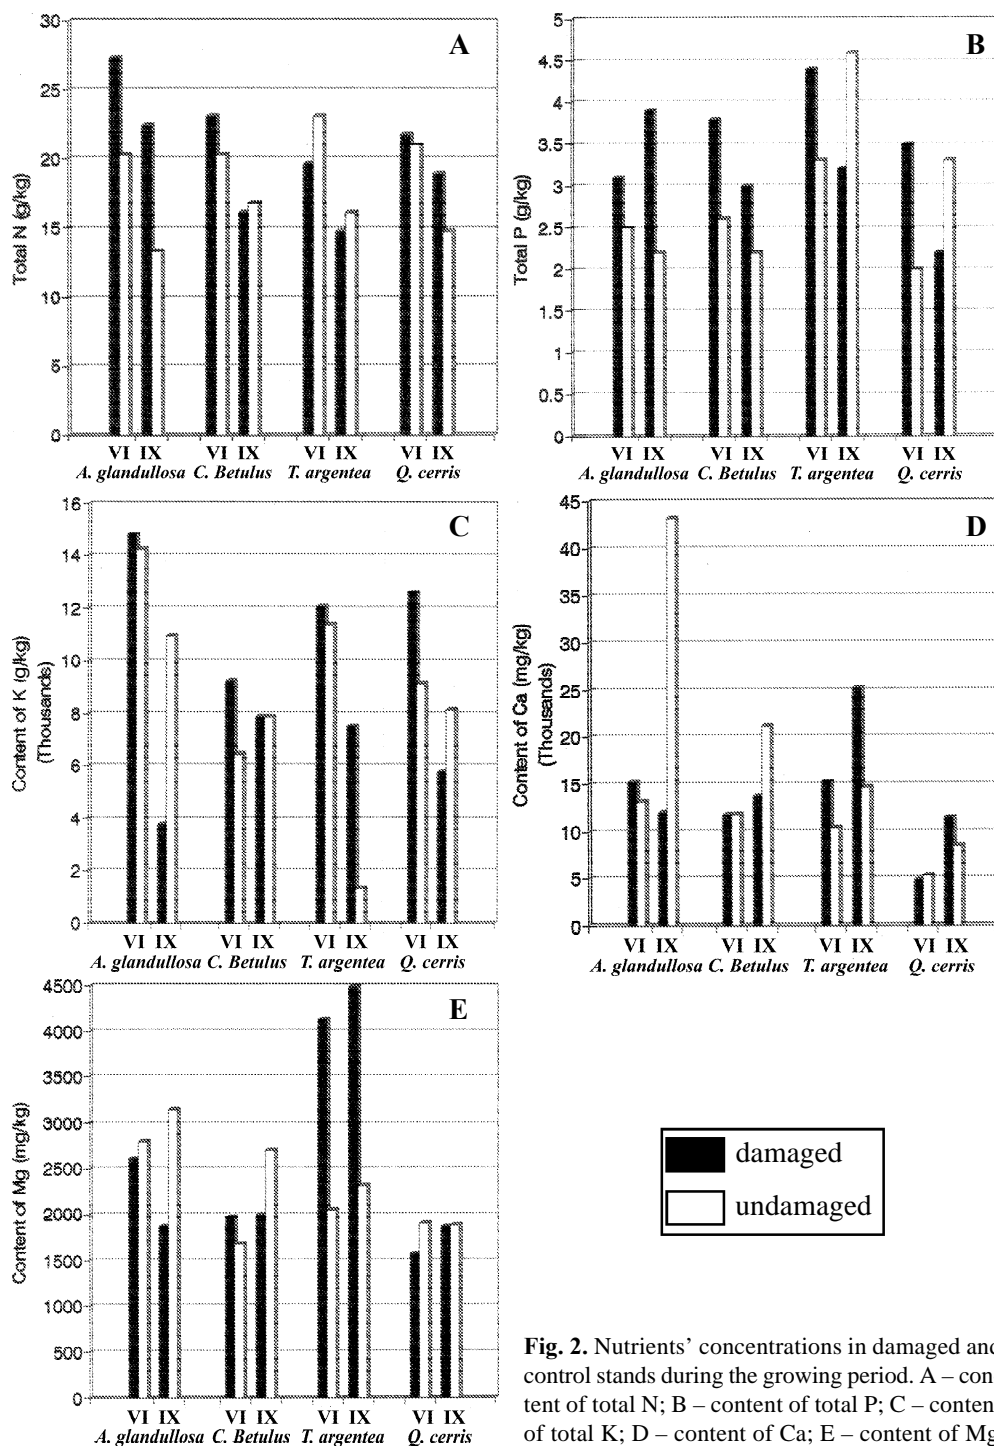 A
Total N (g/kg)
30
25
20
15
10
5
0
VI IX VI IX VI IX VI IX
A. glandullosa C. Betulus T. argentea Q. cerris
B
Total P (g/kg)
5
4.5
4
3.5
3
2.5
2
1.5
1
0.5
0
VI IX VI IX VI IX VI IX
A. glandullosa C. Betulus T. argentea Q. cerris
C
Content of K (g/kg)
(Thousands)
16
14
12
10
8
6
4
2
0
VI IX VI IX VI IX VI IX
A. glandullosa C. Betulus T. argentea Q. cerris
D
Content of Ca (mg/kg)
(Thousands)
45
40
35
30
25
20
15
10
5
0
VI IX VI IX VI IX VI IX
A. glandullosa C. Betulus T. argentea Q. cerris
E
Content of Mg (mg/kg)
4500
4000
3500
3000
2500
2000
1500
1000
500
0
VI IX VI IX VI IX VI IX
A. glandullosa C. Betulus T. argentea Q. cerris
damaged
undamaged
Fig. 2. Nutrients’ concentrations in damaged and
control stands during the growing period. A – con
tent of total N; B – content of total P; C – content
of total K; D – content of Ca; E – content of Mg